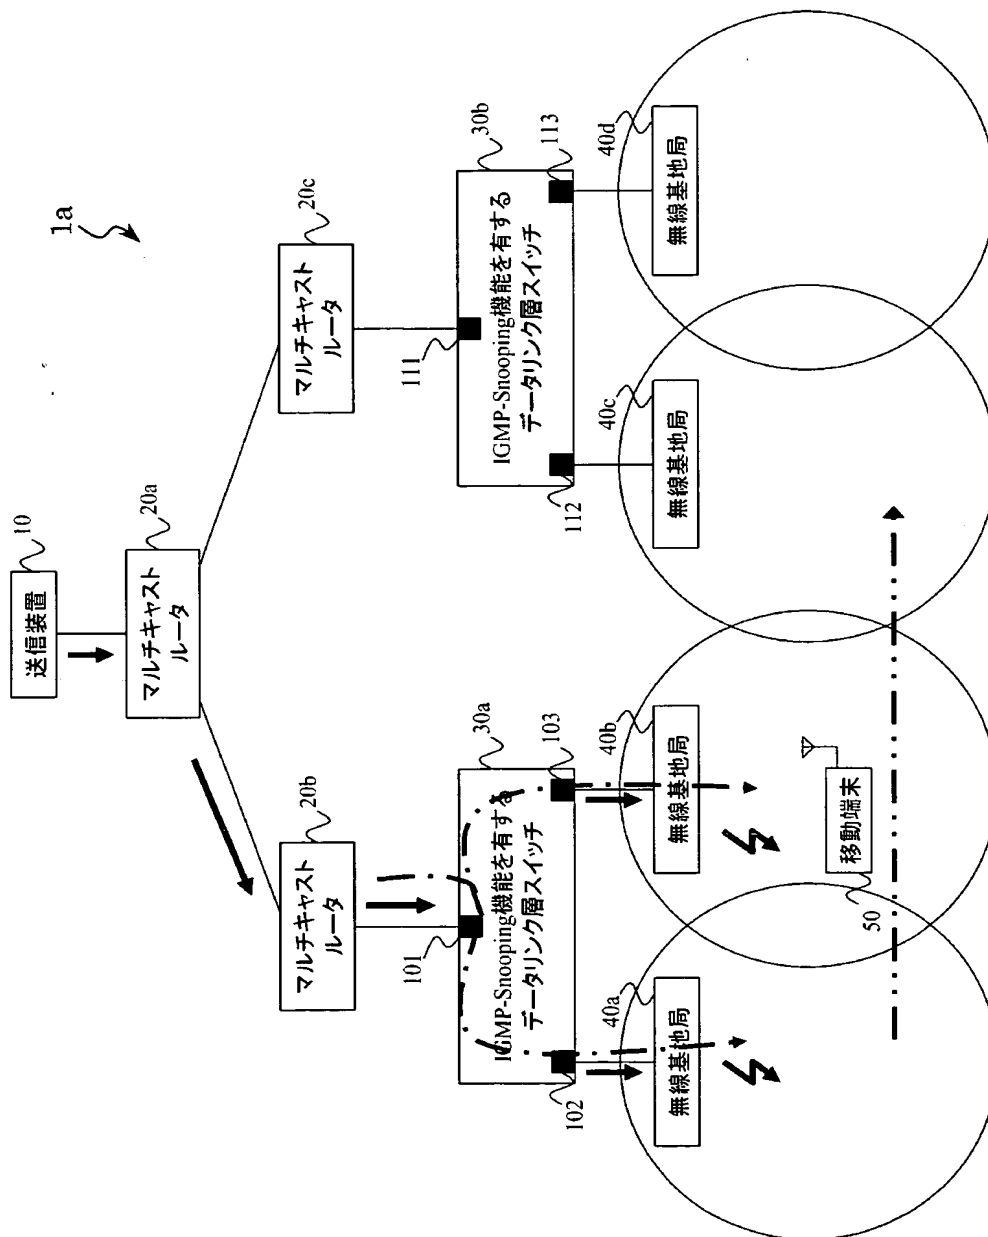 1a
10
送信装置
20a
マルチキャスト
ルータ
20b
マルチキャスト
ルータ
20c
マルチキャスト
ルータ
101
30a
IGMP-Snooping機能を有する
データリンク層スイッチ
102
103
111
30b
IGMP-Snooping機能を有する
データリンク層スイッチ
112
113
40a
無線基地局
40b
無線基地局
40c
無線基地局
40d
無線基地局
移動端末
50